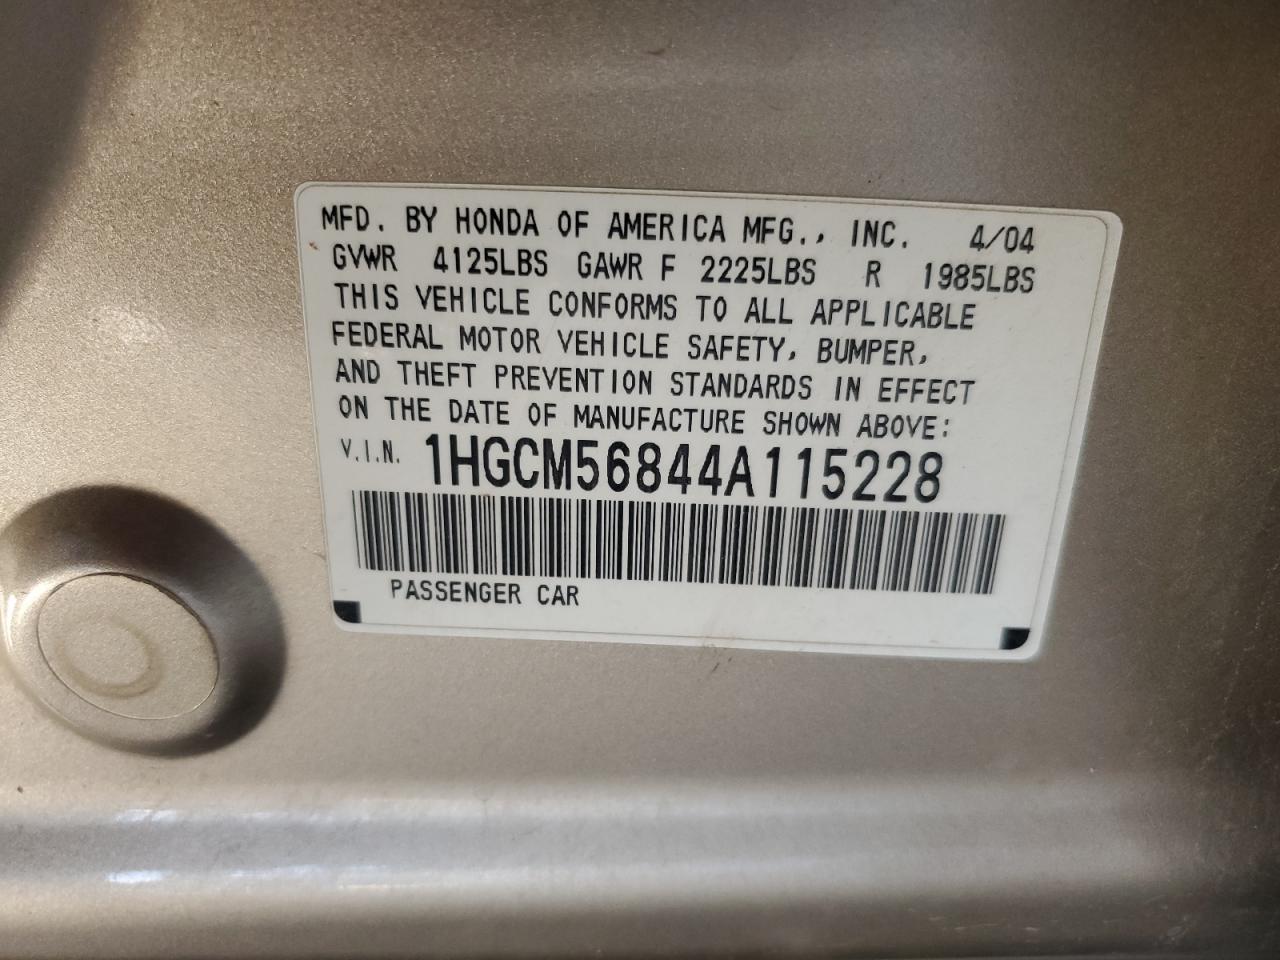 MFD. BY HONDA OF AMERICA MFG., INC. 4/04
GVWR 4125LBS GAWR F 2225LBS R 1985LBS
THIS VEHICLE CONFORMS TO ALL APPLICABLE
FEDERAL MOTOR VEHICLE SAFETY, BUMPER,
AND THEFT PREVENTION STANDARDS IN EFFECT
ON THE DATE OF MANUFACTURE SHOWN ABOVE:
V.I.N. 1HGCM56844A115228
PASSENGER CAR